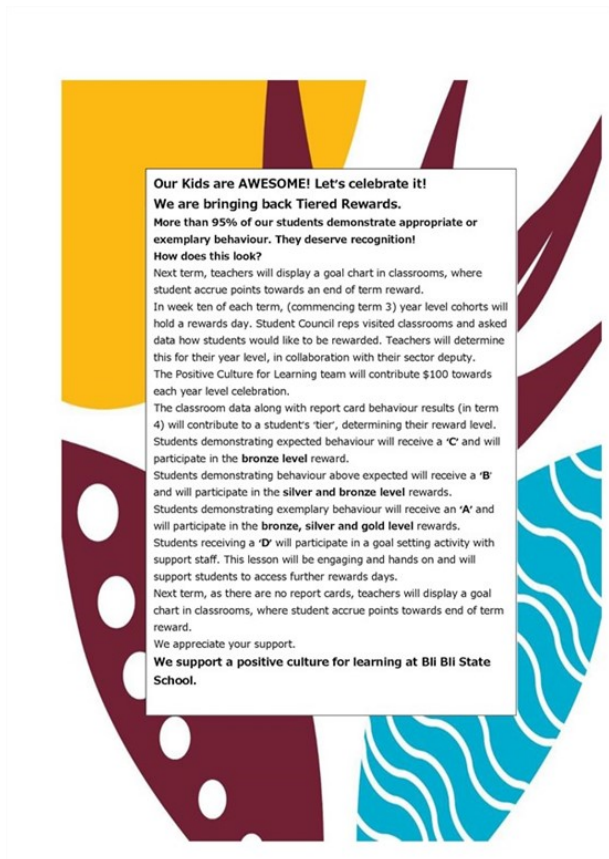 Our Kids are AWESOME! Let's celebrate it!
We are bringing back Tiered Rewards.
More than 95% of our students demonstrate appropriate or
exemplary behaviour. They deserve recognition!
How does this look?
Next term, teachers will display a goal chart in classrooms, where
student accrue points towards an end of term reward.
In week ten of each term, (commencing term 3) year level cohorts will
hold a rewards day. Student Council reps visited classrooms and asked
data how students would like to be rewarded. Teachers will determine
this for their year level, in collaboration with their sector deputy.
The Positive Culture for Learning team will contribute $100 towards
each year level celebration.
The classroom data along with report card behaviour results (in term
4) will contribute to a student's 'tier', determining their reward level.
Students demonstrating expected behaviour will receive a 'C' and will
participate in the bronze level reward.
Students demonstrating behaviour above expected will receive a 'B'
and will participate in the silver and bronze level rewards.
Students demonstrating exemplary behaviour will receive an 'A' and
will participate in the bronze, silver and gold level rewards.
Students receiving a 'D' will participate in a goal setting activity with
support staff. This lesson will be engaging and hands on and will
support students to access further rewards days.
Next term, as there are no report cards, teachers will display a goal
chart in classrooms, where student accrue points towards end of term
reward.
We appreciate your support.
We support a positive culture for learning at Bli Bli State
School.